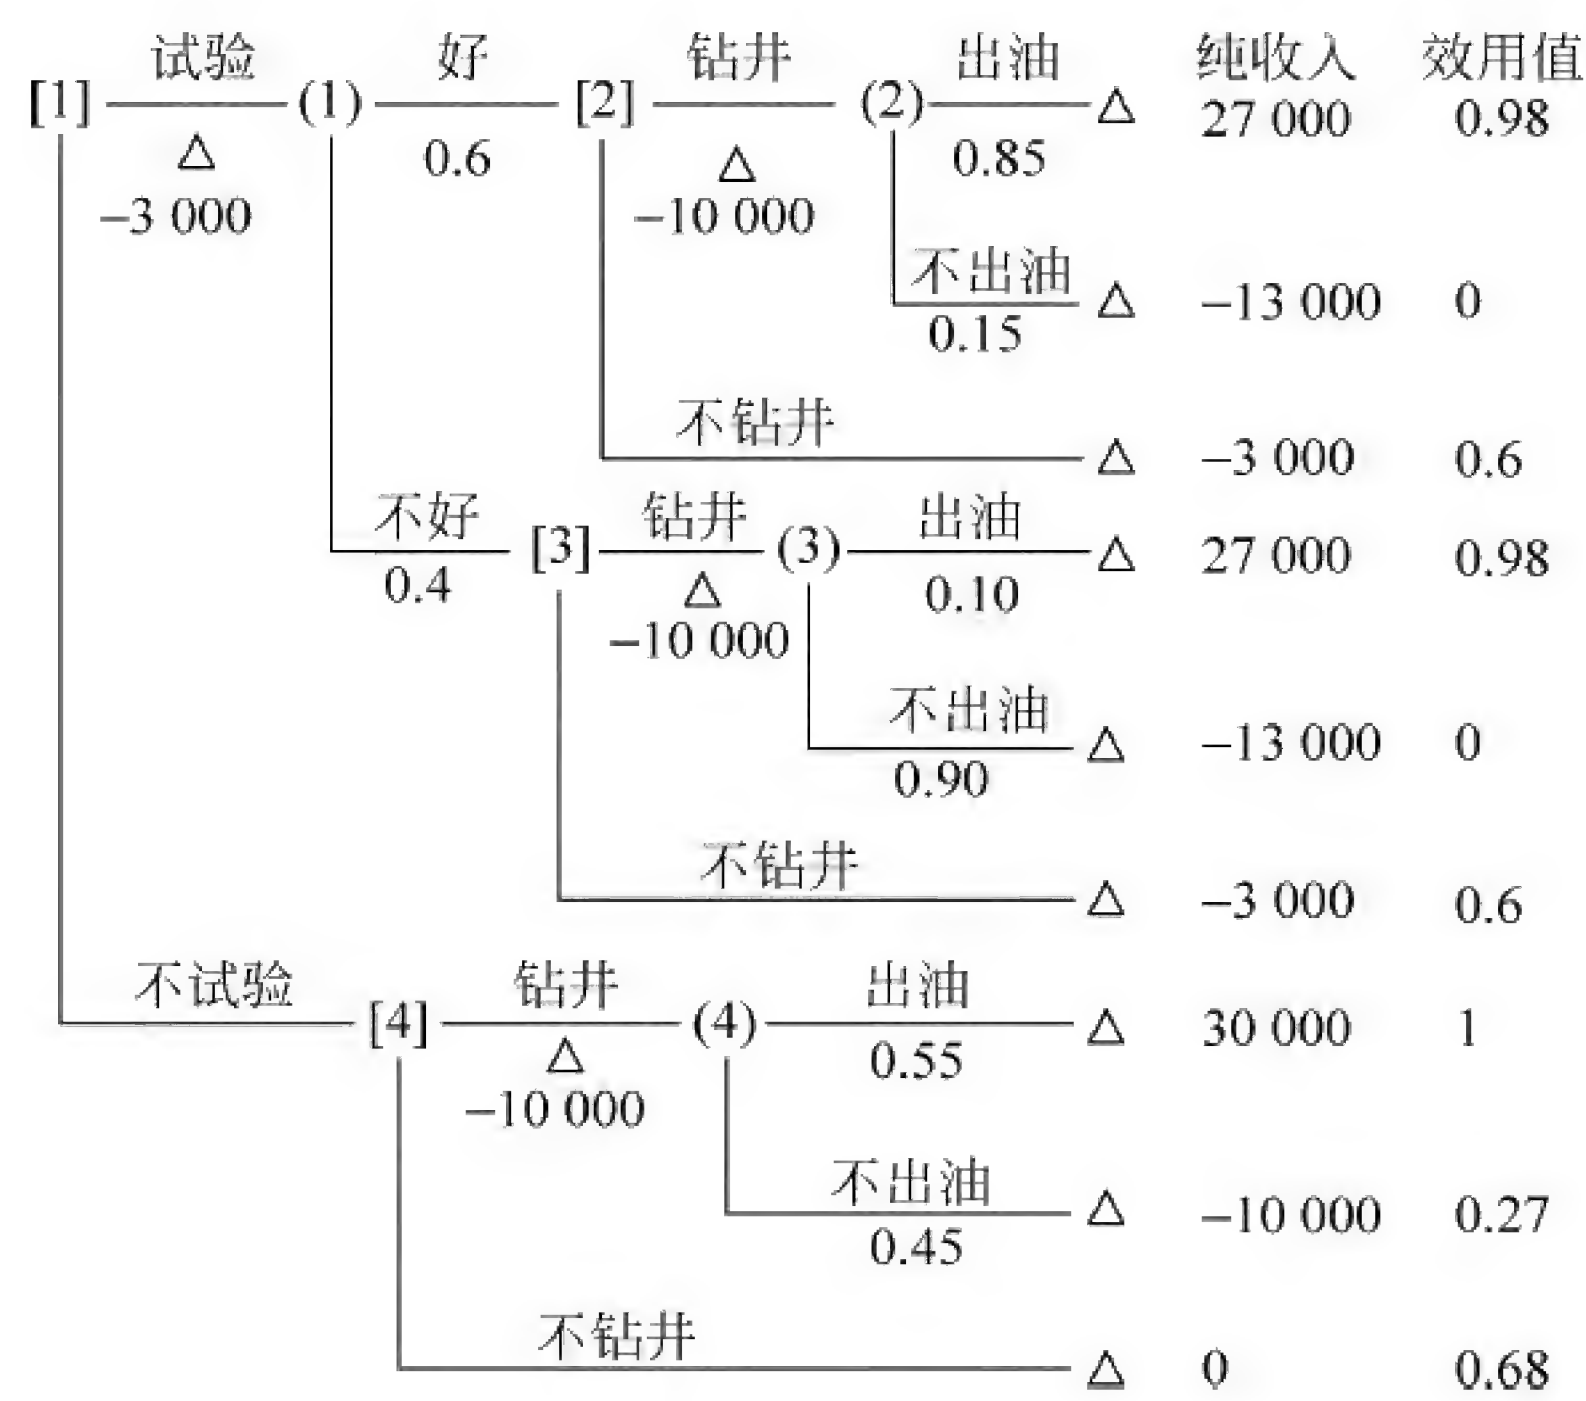 试验 好 钻井 出油 纯收入 效用值
[1] (1) [2] (2) △ 27 000 0.98
△ 0.6 △ 0.85
−3 000 −10 000
不出油 △ −13 000 0
0.15
不钻井 △ −3 000 0.6
不好 [3] 钻井 (3) 出油 △ 27 000 0.98
0.4 △ 0.10
−10 000
不出油 △ −13 000 0
0.90
不钻井 △ −3 000 0.6
不试验 [4] 钻井 (4) 出油 △ 30 000 1
△ 0.55
−10 000
不出油 △ −10 000 0.27
0.45
不钻井 △ 0 0.68